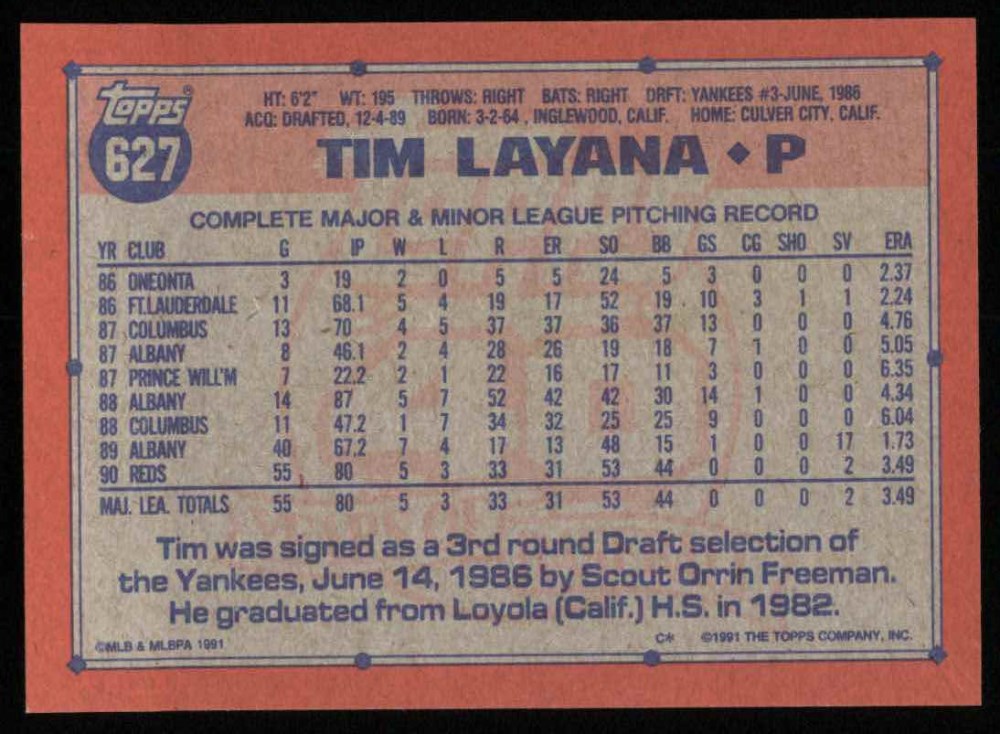 topps®
627
HT: 6'2" WT: 195 THROWS: RIGHT BATS: RIGHT DRFT: YANKEES #3-JUNE, 1986
ACQ: DRAFTED, 12-4-89 BORN: 3-2-64, INGLEWOOD, CALIF. HOME: CULVER CITY, CALIF.
TIM LAYANA ◆ P
COMPLETE MAJOR & MINOR LEAGUE PITCHING RECORD
YR CLUB G IP W L R ER SO BB GS CG SHO SV ERA
86 ONEONTA 3 19 2 0 5 5 24 5 3 0 0 0 2.37
86 FT.LAUDERDALE 11 68.1 5 4 19 17 52 19 10 3 1 1 2.24
87 COLUMBUS 13 70 4 5 37 37 36 37 13 0 0 0 4.76
87 ALBANY 8 46.1 2 4 28 26 19 18 7 1 0 0 5.05
87 PRINCE WILL'M 7 22.2 2 1 22 16 17 11 3 0 0 0 6.35
88 ALBANY 14 87 5 7 52 42 42 30 14 1 0 0 4.34
88 COLUMBUS 11 47.2 1 7 34 32 25 25 9 0 0 0 6.04
89 ALBANY 40 67.2 7 4 17 13 48 15 1 0 0 17 1.73
90 REDS 55 80 5 3 33 31 53 44 0 0 0 2 3.49
MAJ. LEA. TOTALS 55 80 5 3 33 31 53 44 0 0 0 2 3.49
Tim was signed as a 3rd round Draft selection of
the Yankees, June 14, 1986 by Scout Orrin Freeman.
He graduated from Loyola (Calif.) H.S. in 1982.
©MLB & MLBPA 1991 C* ©1991 THE TOPPS COMPANY, INC.